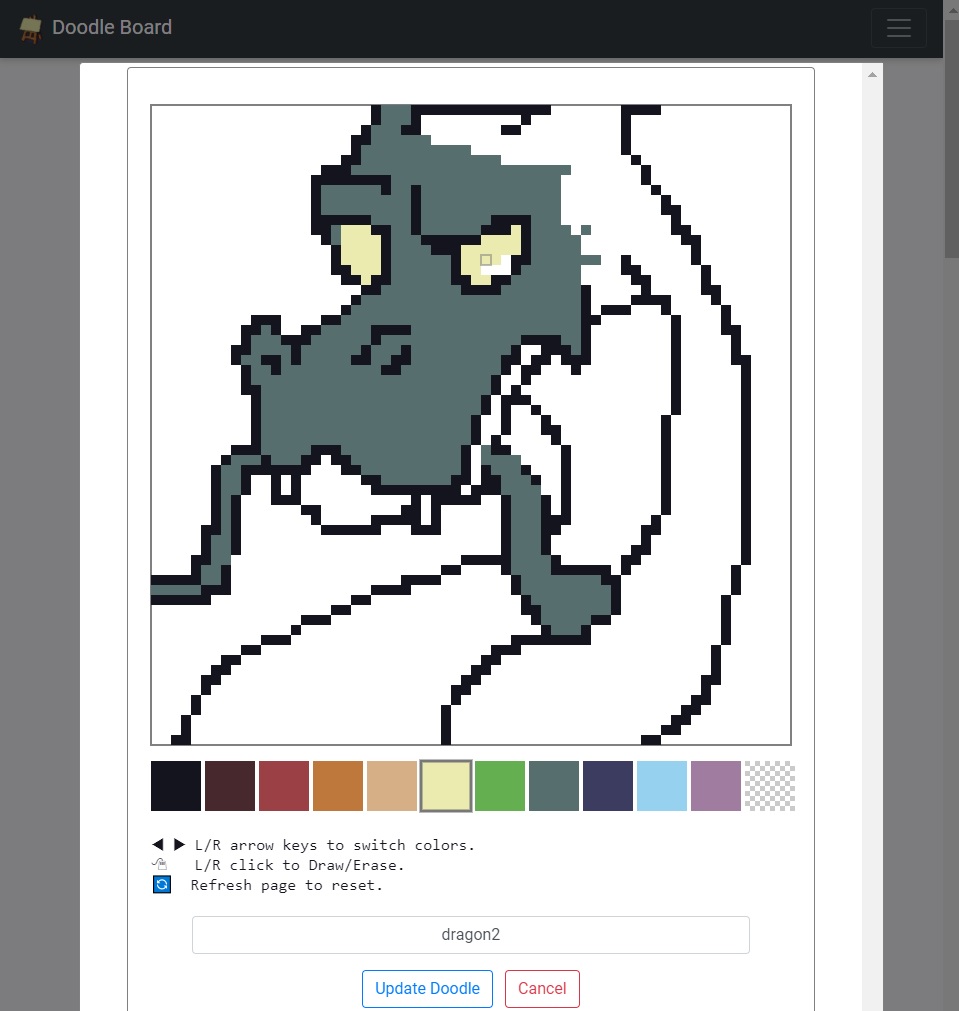 Doodle Board
L/R arrow keys to switch colors.
L/R click to Draw/Erase.
Refresh page to reset.
dragon2
Update Doodle
Cancel